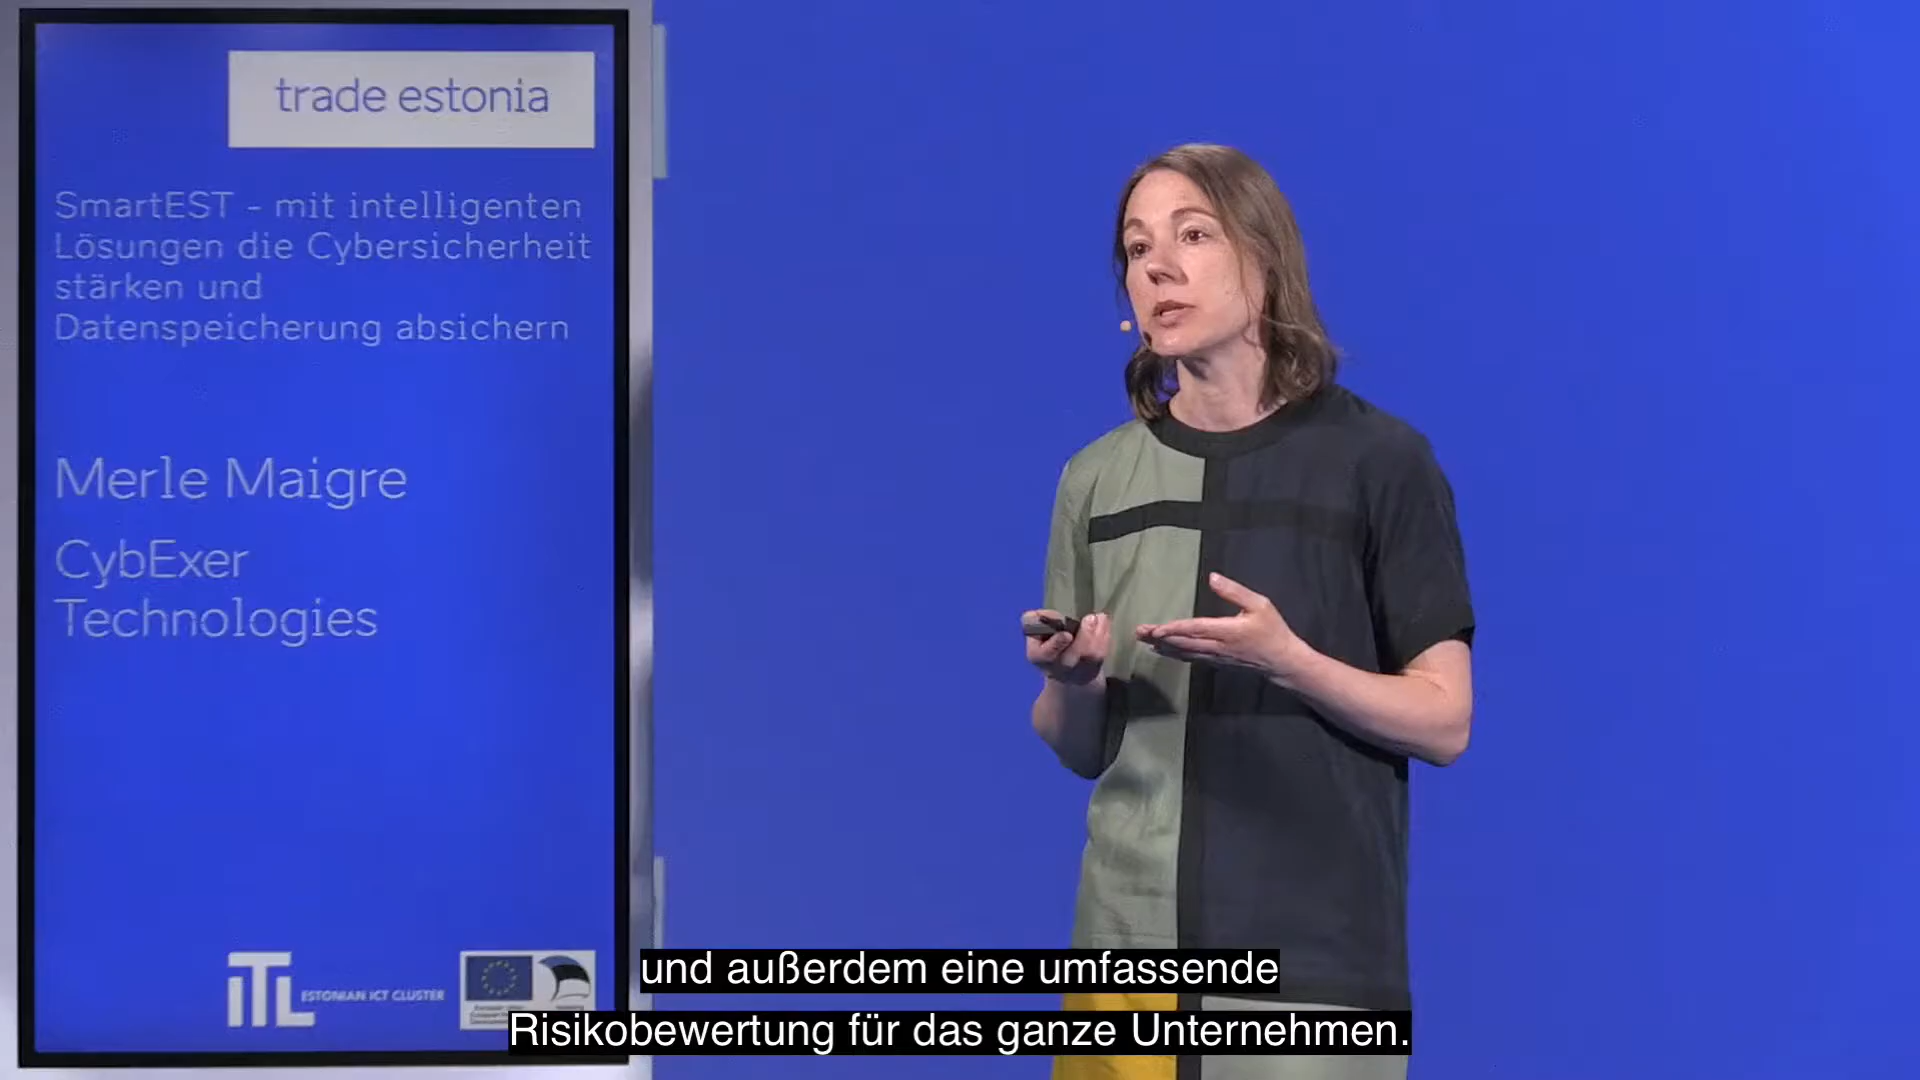 trade estonia
SmartEST - mit intelligenten
Lösungen die Cybersicherheit
stärken und
Datenspeicherung absichern
Merle Maigre
CybExer
Technologies
iTL ESTONIAN ICT CLUSTER
und außerdem eine umfassende
Risikobewertung für das ganze Unternehmen.